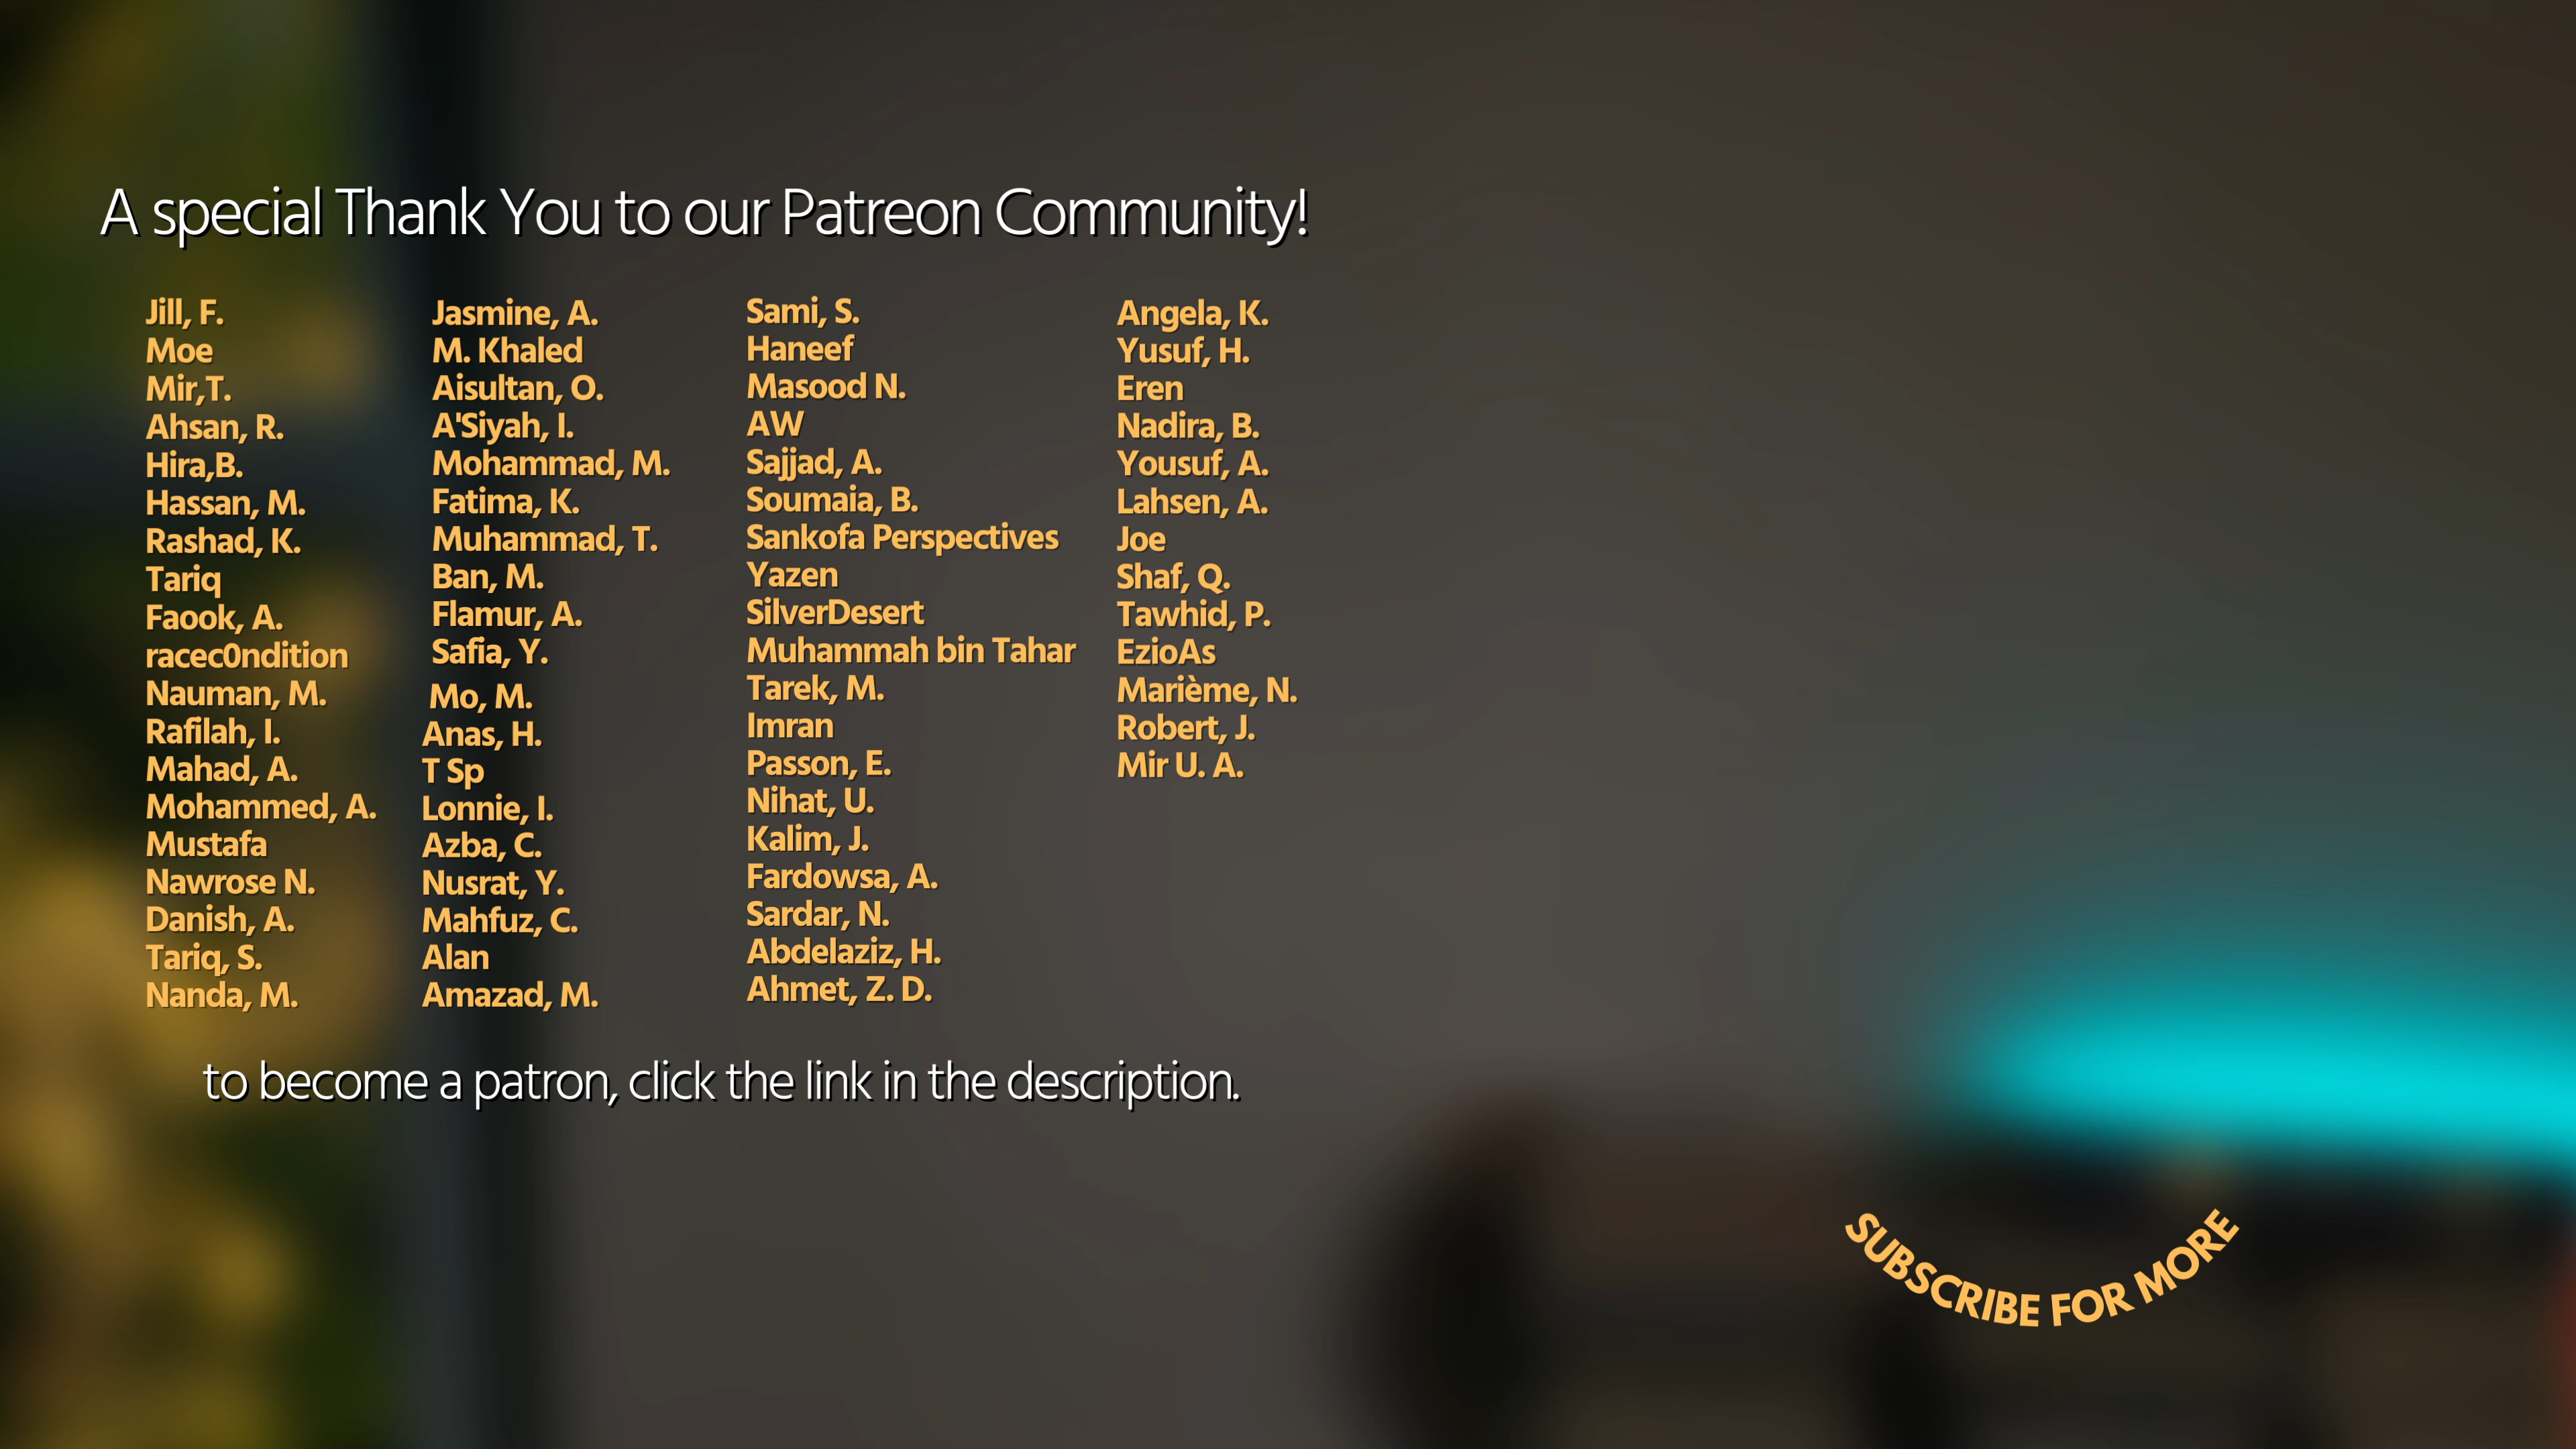 A special Thank You to our Patreon Community!
Jill, F.
Moe
Mir,T.
Ahsan, R.
Hira,B.
Hassan, M.
Rashad, K.
Tariq
Faook, A.
racec0ndition
Nauman, M.
Rafilah, I.
Mahad, A.
Mohammed, A.
Mustafa
Nawrose N.
Danish, A.
Tariq, S.
Nanda, M.
Jasmine, A.
M. Khaled
Aisultan, O.
A'Siyah, I.
Mohammad, M.
Fatima, K.
Muhammad, T.
Ban, M.
Flamur, A.
Safia, Y.
Mo, M.
Anas, H.
T Sp
Lonnie, I.
Azba, C.
Nusrat, Y.
Mahfuz, C.
Alan
Amazad, M.
Sami, S.
Haneef
Masood N.
AW
Sajjad, A.
Soumaia, B.
Sankofa Perspectives
Yazen
SilverDesert
Muhammah bin Tahar
Tarek, M.
Imran
Passon, E.
Nihat, U.
Kalim, J.
Fardowsa, A.
Sardar, N.
Abdelaziz, H.
Ahmet, Z. D.
Angela, K.
Yusuf, H.
Eren
Nadira, B.
Yousuf, A.
Lahsen, A.
Joe
Shaf, Q.
Tawhid, P.
EzioAs
Marième, N.
Robert, J.
Mir U. A.
to become a patron, click the link in the description.
SUBSCRIBE FOR MORE